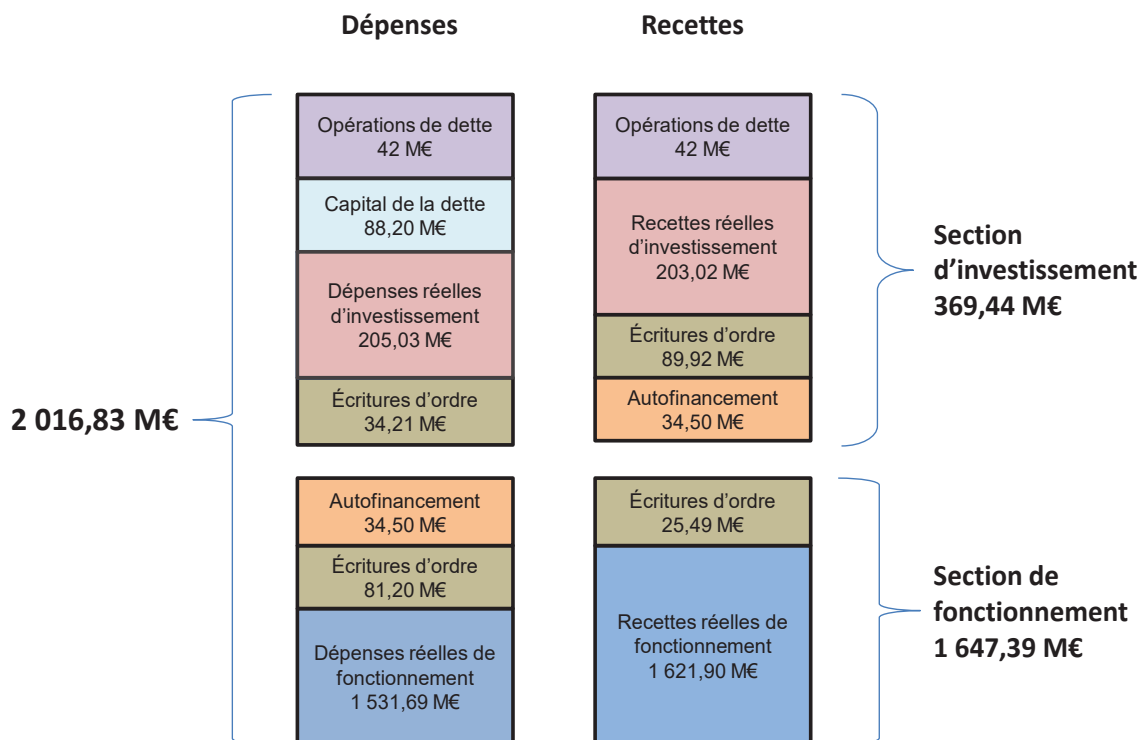 Dépenses
Recettes
Opérations de dette
42 M€
Capital de la dette
88,20 M€
Dépenses réelles
d'investissement
205,03 M€
Écritures d'ordre
34,21 M€
Opérations de dette
42 M€
Recettes réelles
d'investissement
203,02 M€
Écritures d'ordre
89,92 M€
Autofinancement
34,50 M€
Section
d'investissement
369,44 M€
2 016,83 M€
Autofinancement
34,50 M€
Écritures d'ordre
81,20 M€
Dépenses réelles de
fonctionnement
1 531,69 M€
Écritures d'ordre
25,49 M€
Recettes réelles de
fonctionnement
1 621,90 M€
Section de
fonctionnement
1 647,39 M€